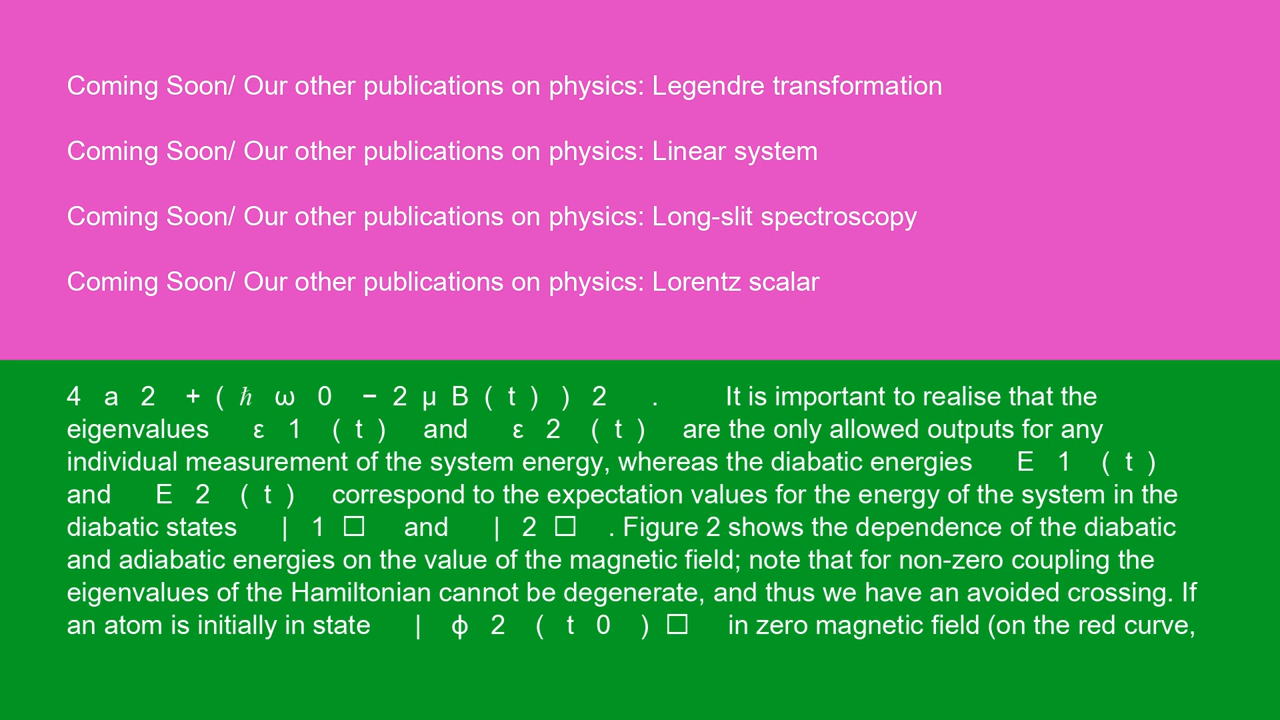 Coming Soon/ Our other publications on physics: Legendre transformation
Coming Soon/ Our other publications on physics: Linear system
Coming Soon/ Our other publications on physics: Long-slit spectroscopy
Coming Soon/ Our other publications on physics: Lorentz scalar
4 a 2 + ( ℏ ω 0 − 2 μ B ( t ) ) 2 . It is important to realise that the
eigenvalues ε 1 ( t ) and ε 2 ( t ) are the only allowed outputs for any
individual measurement of the system energy, whereas the diabatic energies E 1 ( t )
and E 2 ( t ) correspond to the expectation values for the energy of the system in the
diabatic states | 1 □ and | 2 □ . Figure 2 shows the dependence of the diabatic
and adiabatic energies on the value of the magnetic field; note that for non-zero coupling the
eigenvalues of the Hamiltonian cannot be degenerate, and thus we have an avoided crossing. If
an atom is initially in state | ϕ 2 ( t 0 ) □ in zero magnetic field (on the red curve,